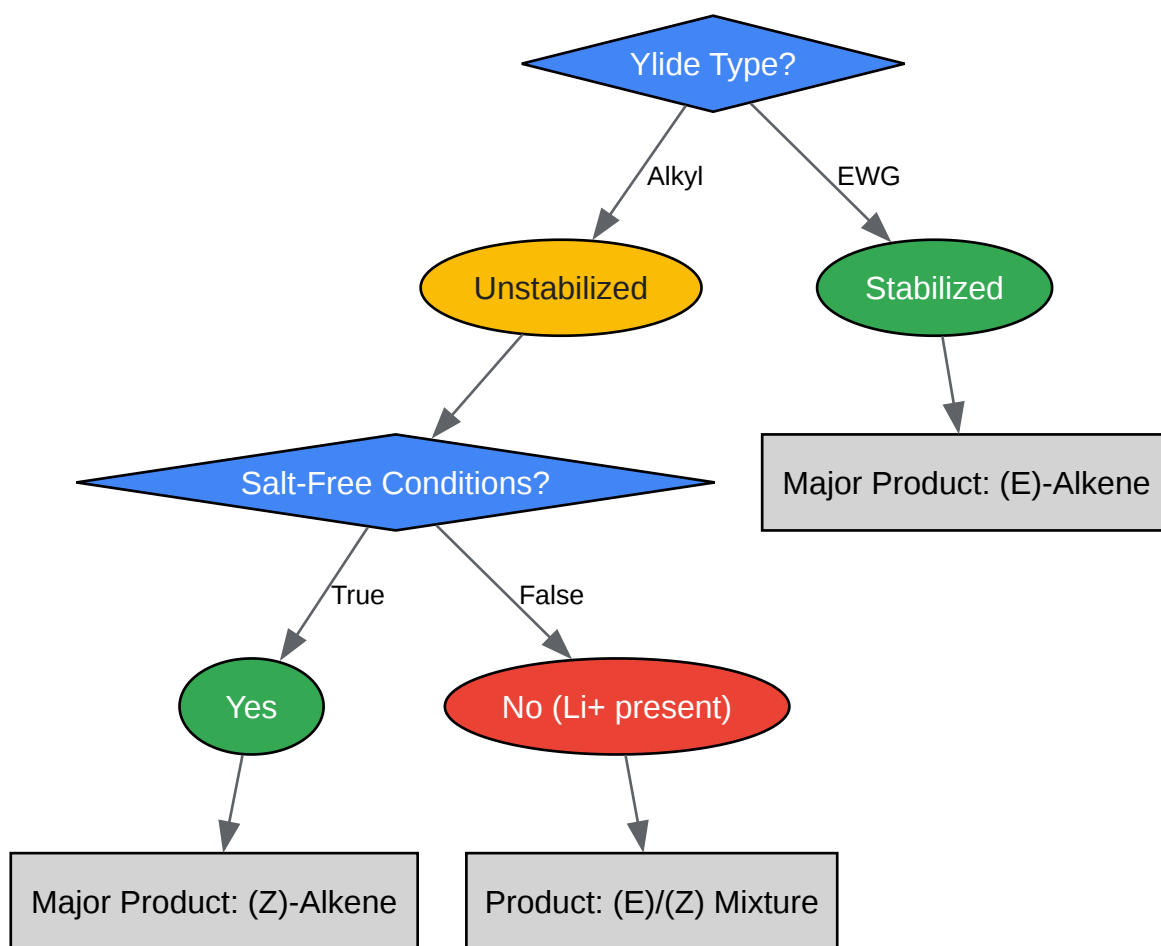 Ylide Type?
Alkyl
EWG
Unstabilized
Stabilized
Salt-Free Conditions?
Major Product: (E)-Alkene
True
False
Yes
No (Li+ present)
Major Product: (Z)-Alkene
Product: (E)/(Z) Mixture